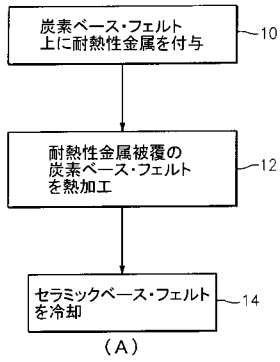 炭素ベース・フェルト
上に耐熱性金属を付与
10
耐熱性金属被覆の
炭素ベース・フェルト
を熱加工
12
セラミックベース・フェルト
を冷却
14
(A)